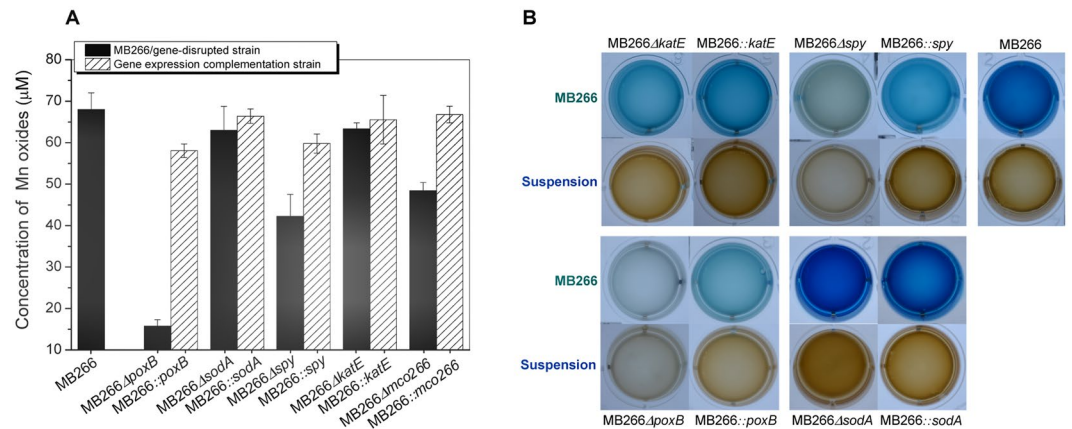 A
MB266/gene-disrupted strain
Gene expression complementation strain
Concentration of Mn oxides (μM)
80
70
60
50
40
30
20
10
MB266
MB266ΔpoxB
MB266::poxB
MB266ΔsodA
MB266::sodA
MB266Δspy
MB266::spy
MB266ΔkatE
MB266::katE
MB266Δmco266
MB266::mco266
B
MB266ΔkatE MB266::katE MB266Δspy MB266::spy MB266
MB266
Suspension
MB266
Suspension
MB266ΔpoxB MB266::poxB MB266ΔsodA MB266::sodA